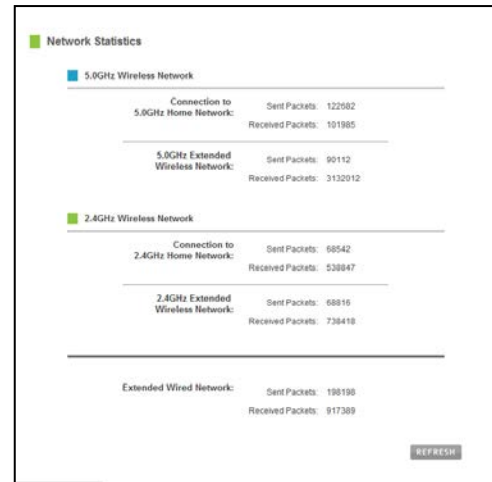 Network Statistics
5.0GHz Wireless Network
Connection to
5.0GHz Home Network:
Sent Packets: 122682
Received Packets: 101985
5.0GHz Extended
Wireless Network:
Sent Packets: 90112
Received Packets: 3132012
2.4GHz Wireless Network
Connection to
2.4GHz Home Network:
Sent Packets: 68542
Received Packets: 538847
2.4GHz Extended
Wireless Network:
Sent Packets: 68816
Received Packets: 738418
Extended Wired Network:
Sent Packets: 198198
Received Packets: 917389
REFRESH